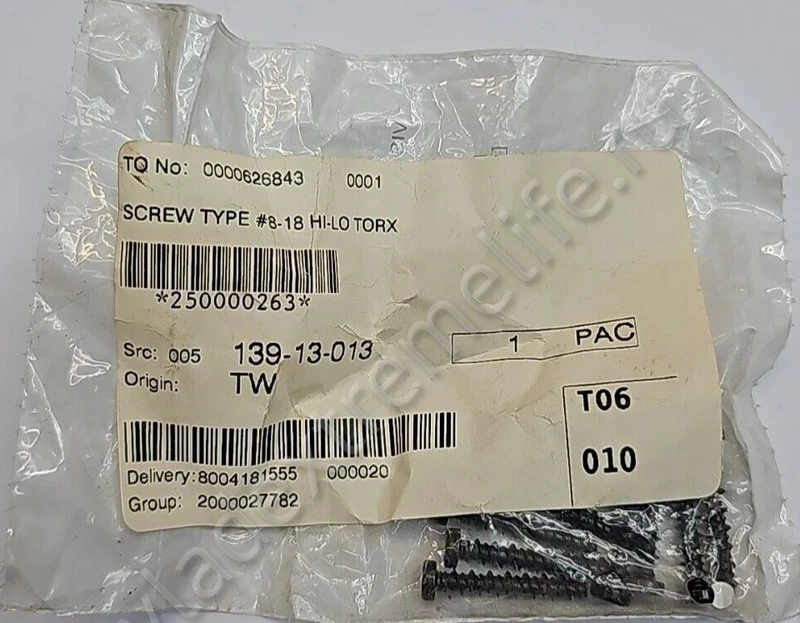 TO No: 0000626843 0001
SCREW TYPE #8-18 HI-LO TORX
*250000263*
Src: 005 139-13-013 1 PAC
Origin: TW
T06
010
Delivery:8004181555 000020
Group: 2000027782